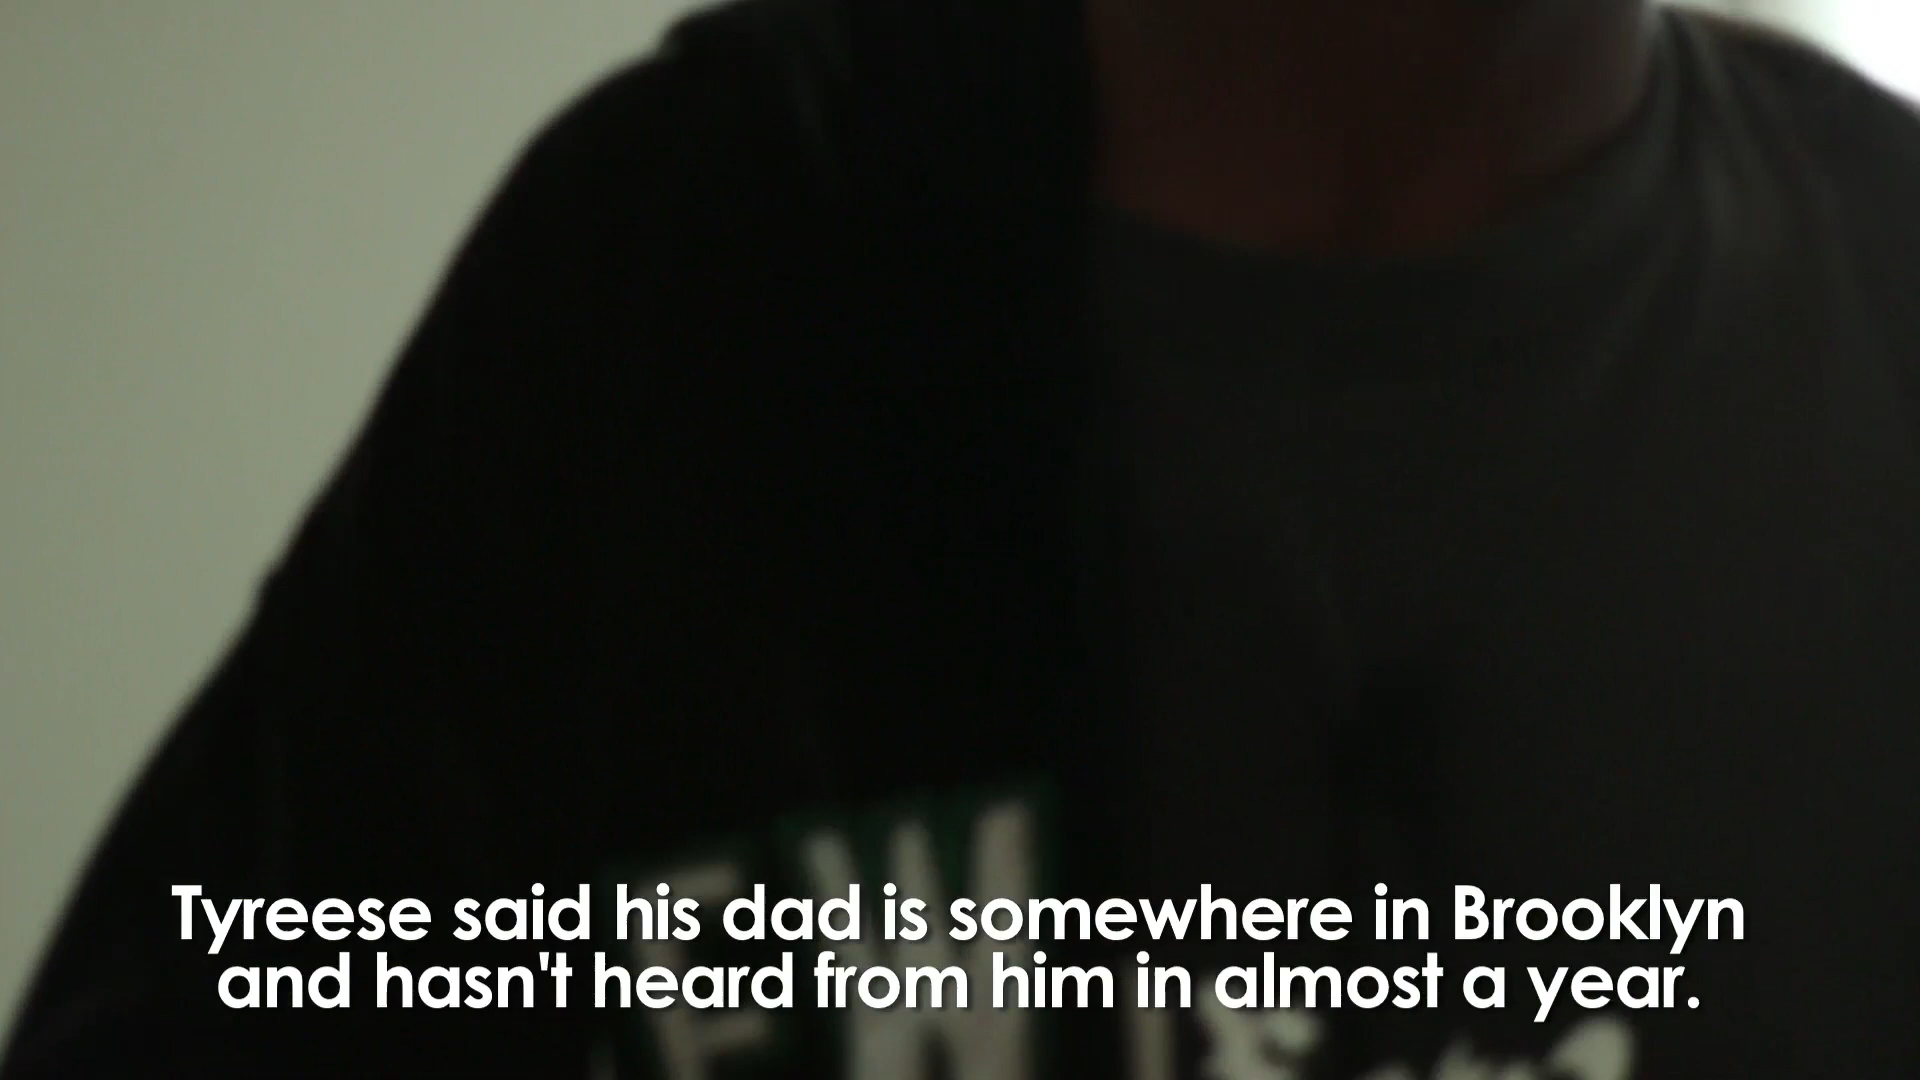 Tyreese said his dad is somewhere in Brooklyn
and hasn't heard from him in almost a year.